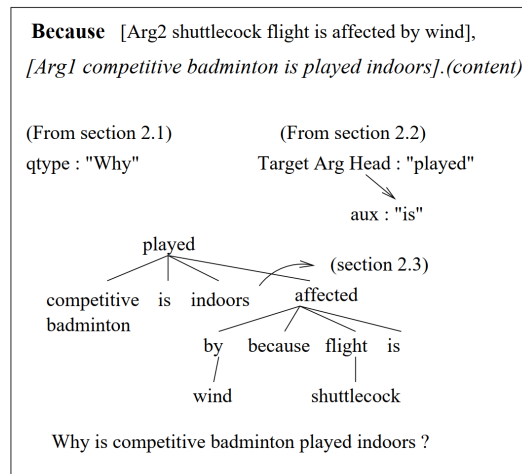 Because [Arg2 shuttlecock flight is affected by wind],
[Arg1 competitive badminton is played indoors].(content)
(From section 2.1) (From section 2.2)
qtype : "Why" Target Arg Head : "played"
aux : "is"
played
(section 2.3)
competitive is indoors affected
badminton
by because flight is
wind shuttlecock
Why is competitive badminton played indoors ?